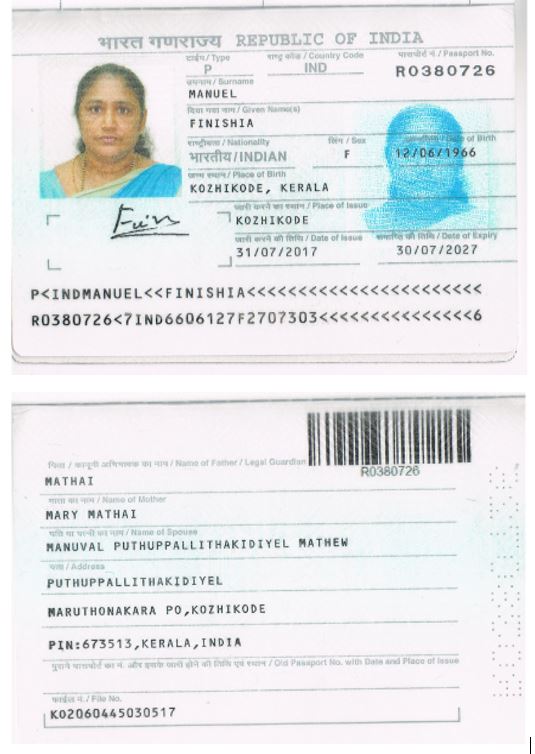 भारत गणराज्य REPUBLIC OF INDIA
टाईप / Type राष्ट्र कोड / Country Code पासपोर्ट नं. / Passport No.
P IND R0380726
उपनाम / Surname
MANUEL
दिया गया नाम / Given Name(s)
FINISHIA
राष्ट्रीयता / Nationality लिंग / Sex जन्मतिथि / Date of Birth
भारतीय/INDIAN F 12/06/1966
जन्म स्थान / Place of Birth
KOZHIKODE, KERALA
जारी करने का स्थान / Place of Issue
KOZHIKODE
जारी करने की तिथि / Date of Issue समाप्ति की तिथि / Date of Expiry
31/07/2017 30/07/2027
P<INDMANUEL<<FINISHIA<<<<<<<<<<<<<<<<<<<<<<<
R0380726<7IND6606127F2707303<<<<<<<<<<<<<<<6
पिता / कानूनी अभिभावक का नाम / Name of Father / Legal Guardian
R0380726
MATHAI
माता का नाम / Name of Mother
MARY MATHAI
पति या पत्नी का नाम / Name of Spouse
MANUVAL PUTHUPPALLITHAKIDIYEL MATHEW
पता / Address
PUTHUPPALLITHAKIDIYEL
MARUTHONAKARA PO,KOZHIKODE
PIN:673513,KERALA,INDIA
पुराने पासपोर्ट का नं. और इसके जारी होने की तिथि एवं स्थान / Old Passport No. with Date and Place of Issue
फाईल नं. / File No.
K02060445030517